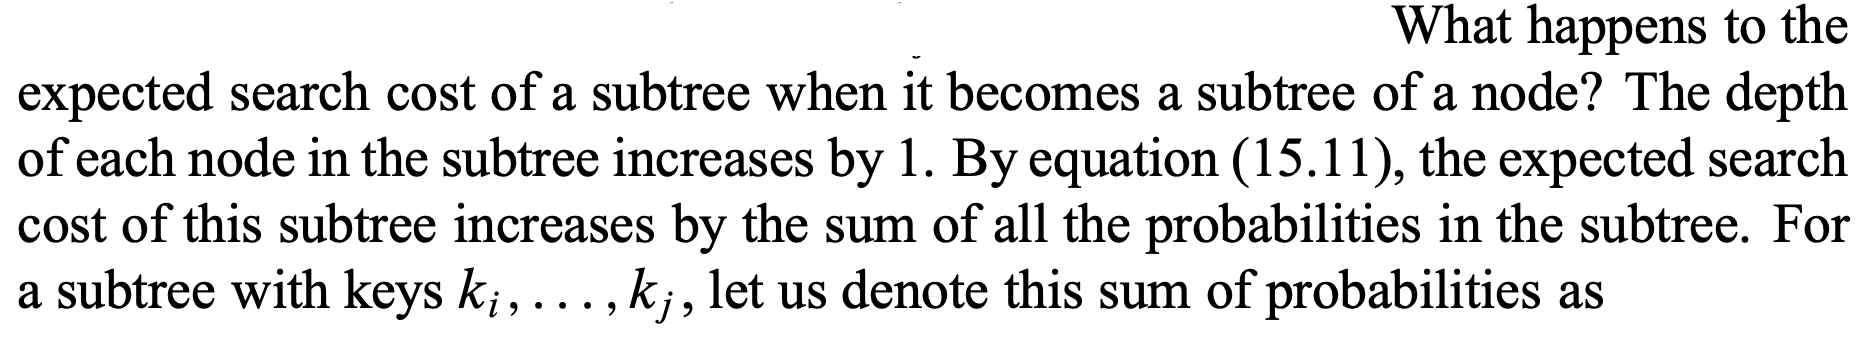 What happens to the
expected search cost of a subtree when it becomes a subtree of a node? The depth
of each node in the subtree increases by 1. By equation (15.11), the expected search
cost of this subtree increases by the sum of all the probabilities in the subtree. For
a subtree with keys k_i, . . . , k_j, let us denote this sum of probabilities as